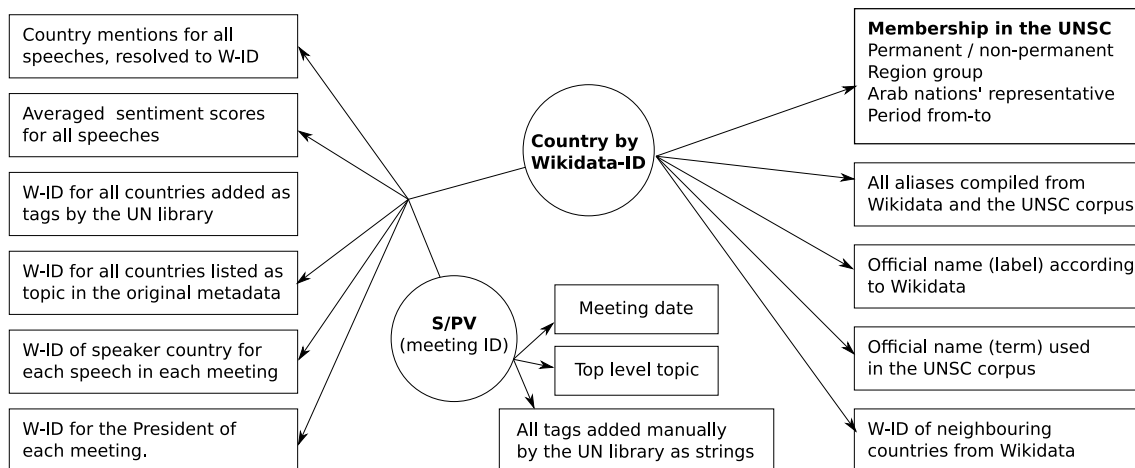 Country mentions for all
speeches, resolved to W-ID
Averaged sentiment scores
for all speeches
W-ID for all countries added as
tags by the UN library
W-ID for all countries listed as
topic in the original metadata
W-ID of speaker country for
each speech in each meeting
W-ID for the President of
each meeting.
Country by
Wikidata-ID
S/PV
(meeting ID)
Meeting date
Top level topic
All tags added manually
by the UN library as strings
Membership in the UNSC
Permanent / non-permanent
Region group
Arab nations' representative
Period from-to
All aliases compiled from
Wikidata and the UNSC corpus
Official name (label) according
to Wikidata
Official name (term) used
in the UNSC corpus
W-ID of neighbouring
countries from Wikidata